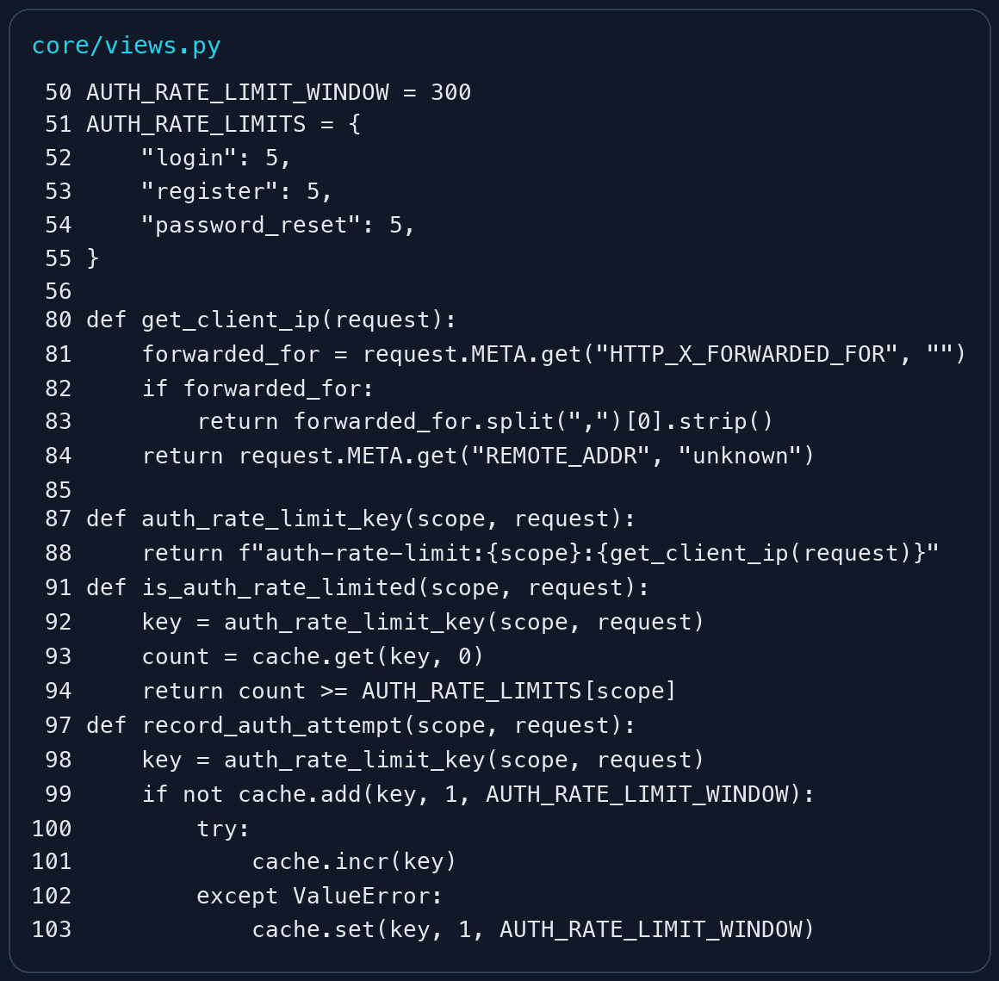 core/views.py
50 AUTH_RATE_LIMIT_WINDOW = 300
51 AUTH_RATE_LIMITS = {
52     "login": 5,
53     "register": 5,
54     "password_reset": 5,
55 }
56
80 def get_client_ip(request):
81     forwarded_for = request.META.get("HTTP_X_FORWARDED_FOR", "")
82     if forwarded_for:
83         return forwarded_for.split(",")[0].strip()
84     return request.META.get("REMOTE_ADDR", "unknown")
85
87 def auth_rate_limit_key(scope, request):
88     return f"auth-rate-limit:{scope}:{get_client_ip(request)}"
91 def is_auth_rate_limited(scope, request):
92     key = auth_rate_limit_key(scope, request)
93     count = cache.get(key, 0)
94     return count >= AUTH_RATE_LIMITS[scope]
97 def record_auth_attempt(scope, request):
98     key = auth_rate_limit_key(scope, request)
99     if not cache.add(key, 1, AUTH_RATE_LIMIT_WINDOW):
100         try:
101             cache.incr(key)
102         except ValueError:
103             cache.set(key, 1, AUTH_RATE_LIMIT_WINDOW)